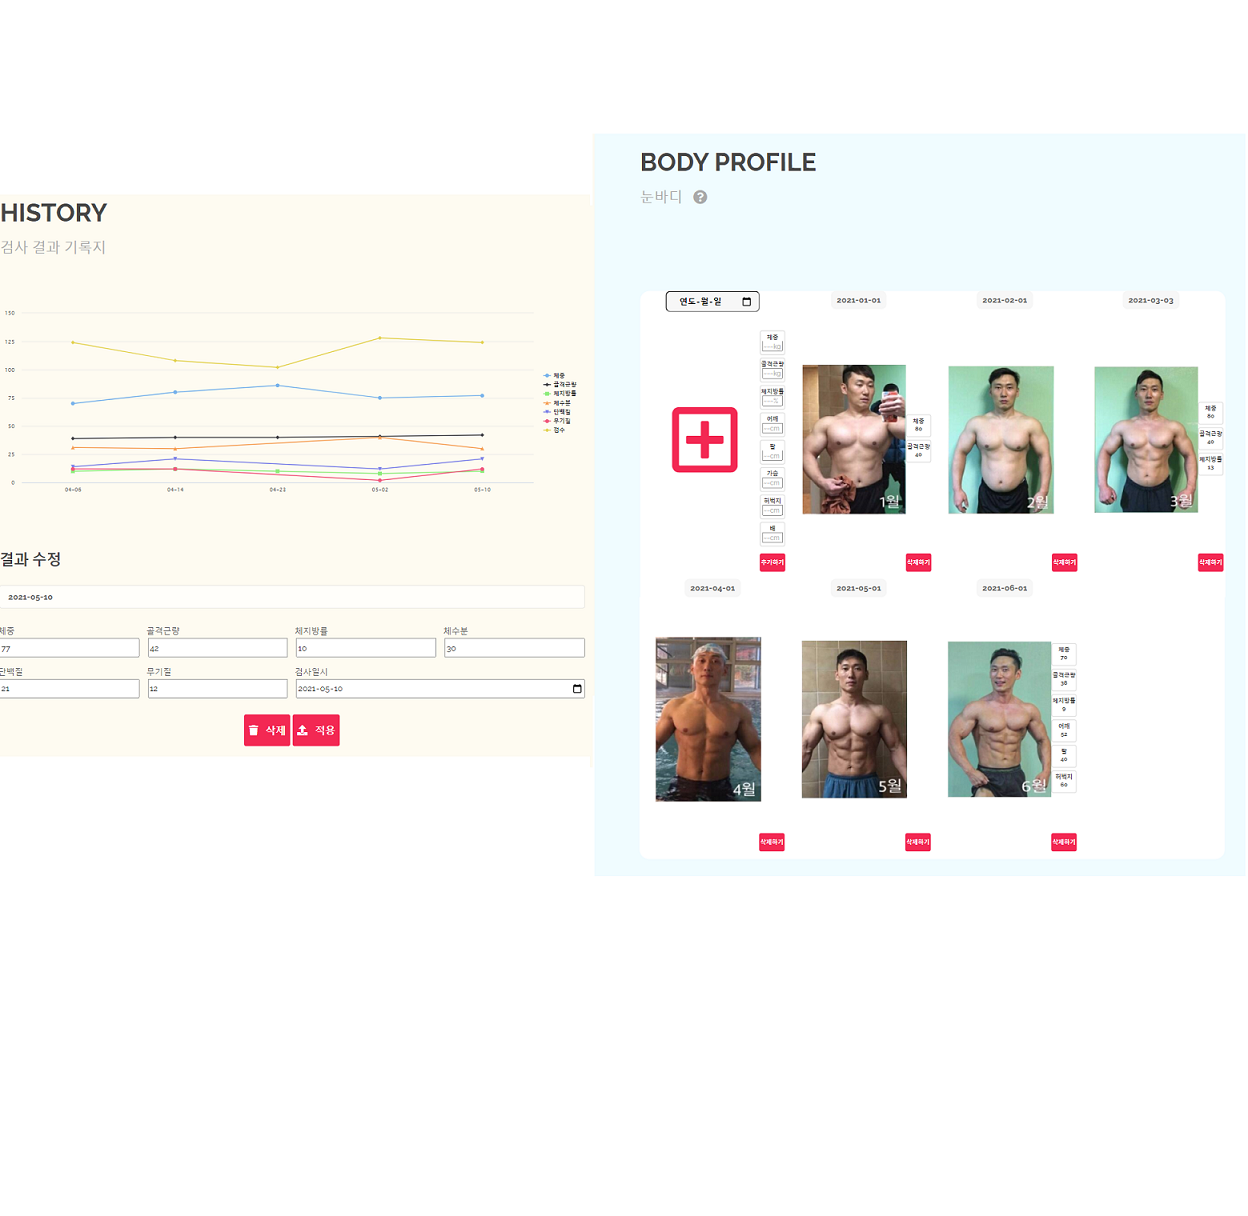 HISTORY
검사 결과 기록지
150
125
100
75
50
25
0
04-06
04-14
04-23
05-02
05-10
체중
골격근량
체지방률
체수분
단백질
무기질
점수
결과 수정
2021-05-10
체중
골격근량
체지방률
체수분
77
42
10
30
단백질
무기질
검사일시
21
12
2021-05-10
삭제
적용
BODY PROFILE
눈바디 ?
연도-월-일
체중
---kg
골격근량
---kg
체지방률
---%
어깨
---cm
팔
---cm
가슴
---cm
허벅지
---cm
배
---cm
추가하기
2021-01-01
1월
체중
80
골격근량
40
삭제하기
2021-02-01
2월
삭제하기
2021-03-03
3월
체중
80
골격근량
40
체지방률
13
삭제하기
2021-04-01
4월
삭제하기
2021-05-01
5월
삭제하기
2021-06-01
6월
체중
70
골격근량
38
체지방률
9
어깨
52
팔
40
허벅지
60
삭제하기